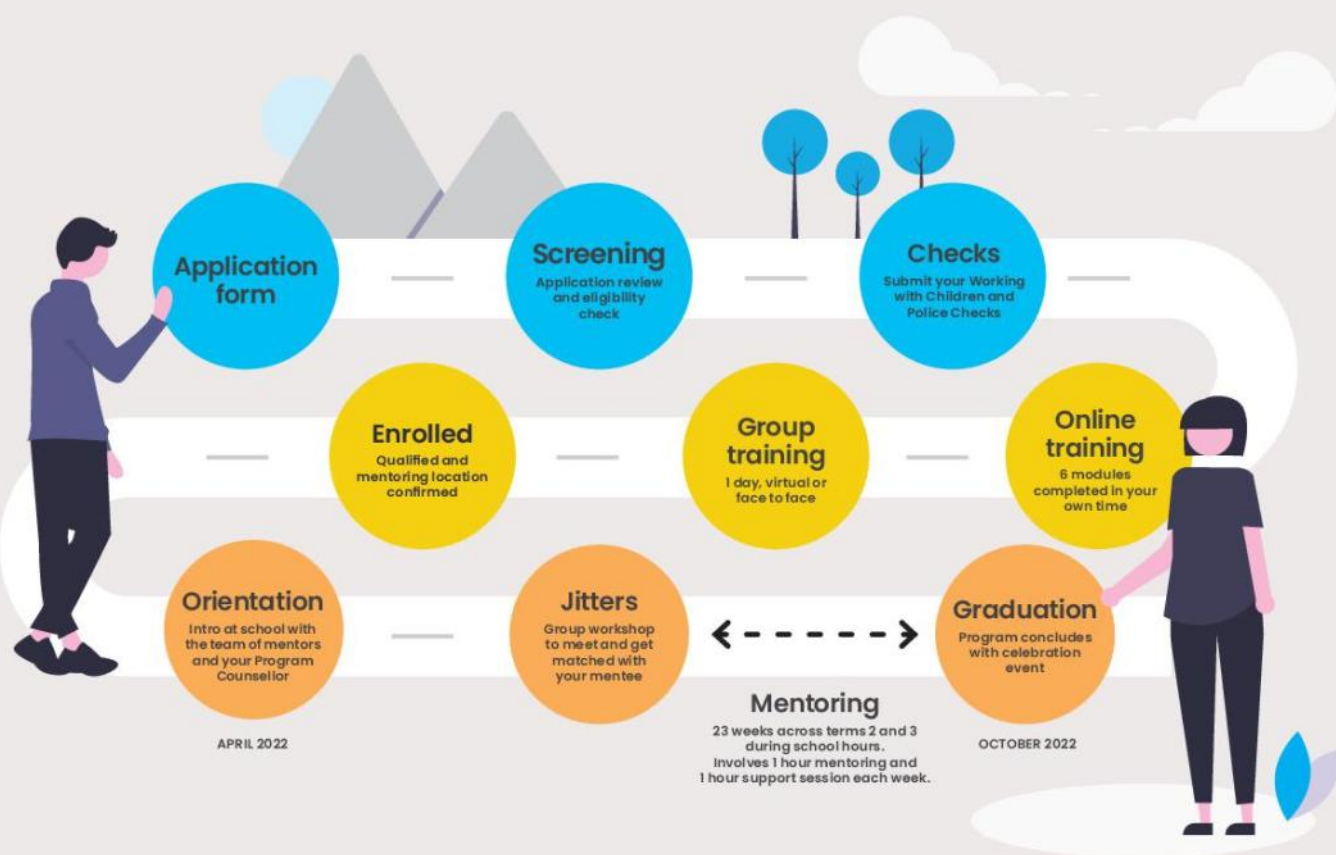 Application
form
Screening
Application review
and eligibility
check
Checks
Submit your Working
with Children and
Police Checks
Enrolled
Qualified and
mentoring location
confirmed
Group
training
1 day, virtual or
face to face
Online
training
6 modules
completed in your
own time
Orientation
Intro at school with
the team of mentors
and your Program
Counsellor
APRIL 2022
Jitters
Group workshop
to meet and get
matched with
your mentee
Mentoring
23 weeks across terms 2 and 3
during school hours.
Involves 1 hour mentoring and
1 hour support session each week.
Graduation
Program concludes
with celebration
event
OCTOBER 2022